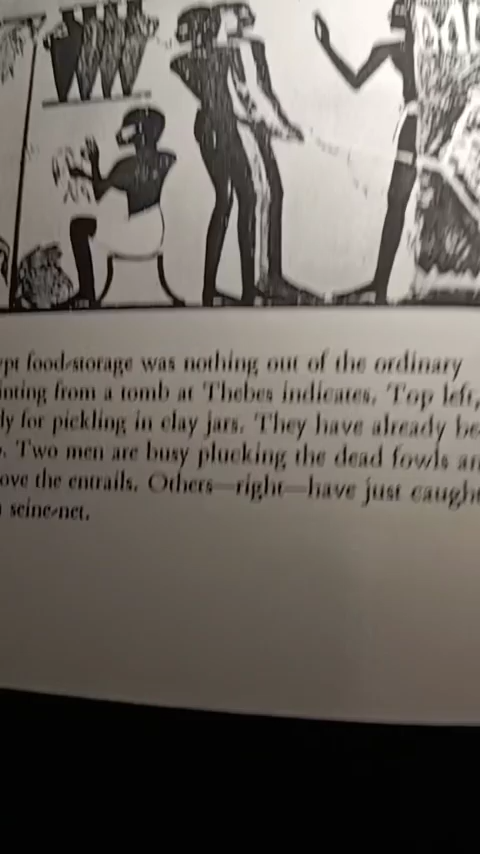 ypt food-storage was nothing out of the ordinary
inting from a tomb at Thebes indicates. Top left,
ly for pickling in clay jars. They have already be
. Two men are busy plucking the dead fowls an
ove the entrails. Others—right—have just caught
seine-net.